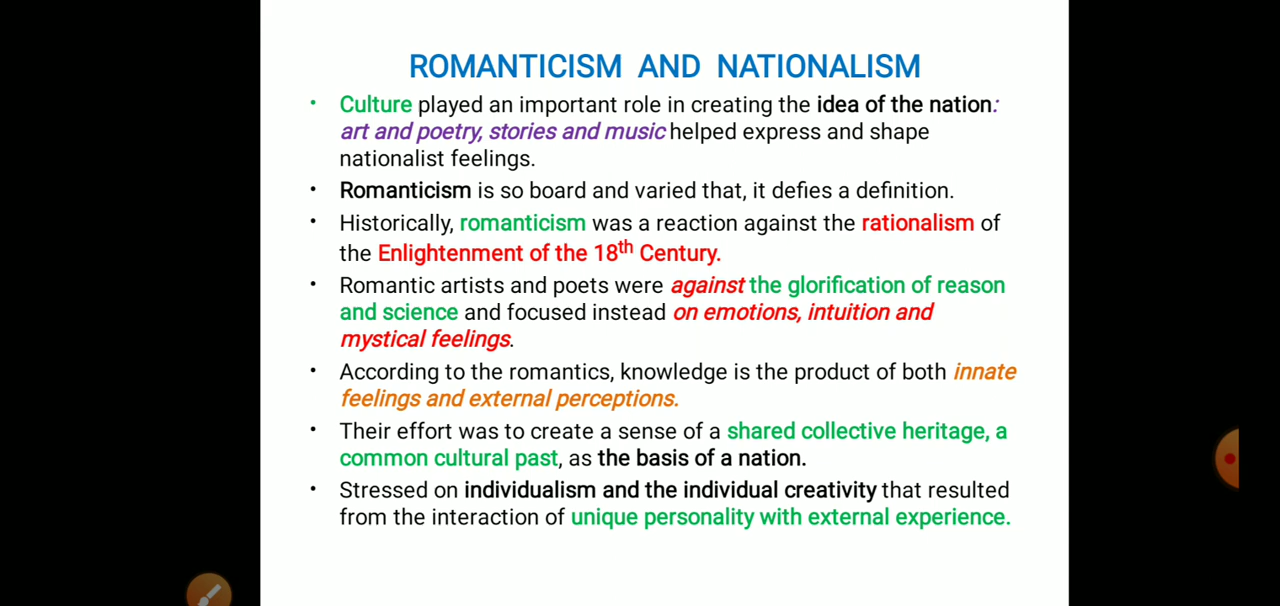 ROMANTICISM AND NATIONALISM
• Culture played an important role in creating the idea of the nation:
art and poetry, stories and music helped express and shape
nationalist feelings.
• Romanticism is so board and varied that, it defies a definition.
• Historically, romanticism was a reaction against the rationalism of
the Enlightenment of the 18th Century.
• Romantic artists and poets were against the glorification of reason
and science and focused instead on emotions, intuition and
mystical feelings.
• According to the romantics, knowledge is the product of both innate
feelings and external perceptions.
• Their effort was to create a sense of a shared collective heritage, a
common cultural past, as the basis of a nation.
• Stressed on individualism and the individual creativity that resulted
from the interaction of unique personality with external experience.